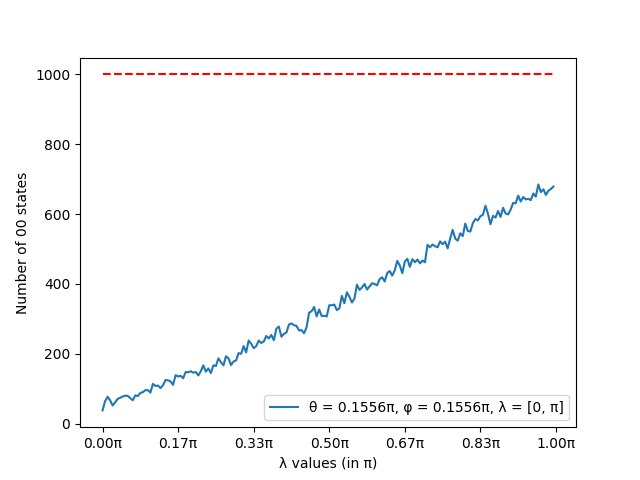 1000
800
600
400
200
0
Number of 00 states
θ = 0.1556π, φ = 0.1556π, λ = [0, π]
0.00π 0.17π 0.33π 0.50π 0.67π 0.83π 1.00π
λ values (in π)